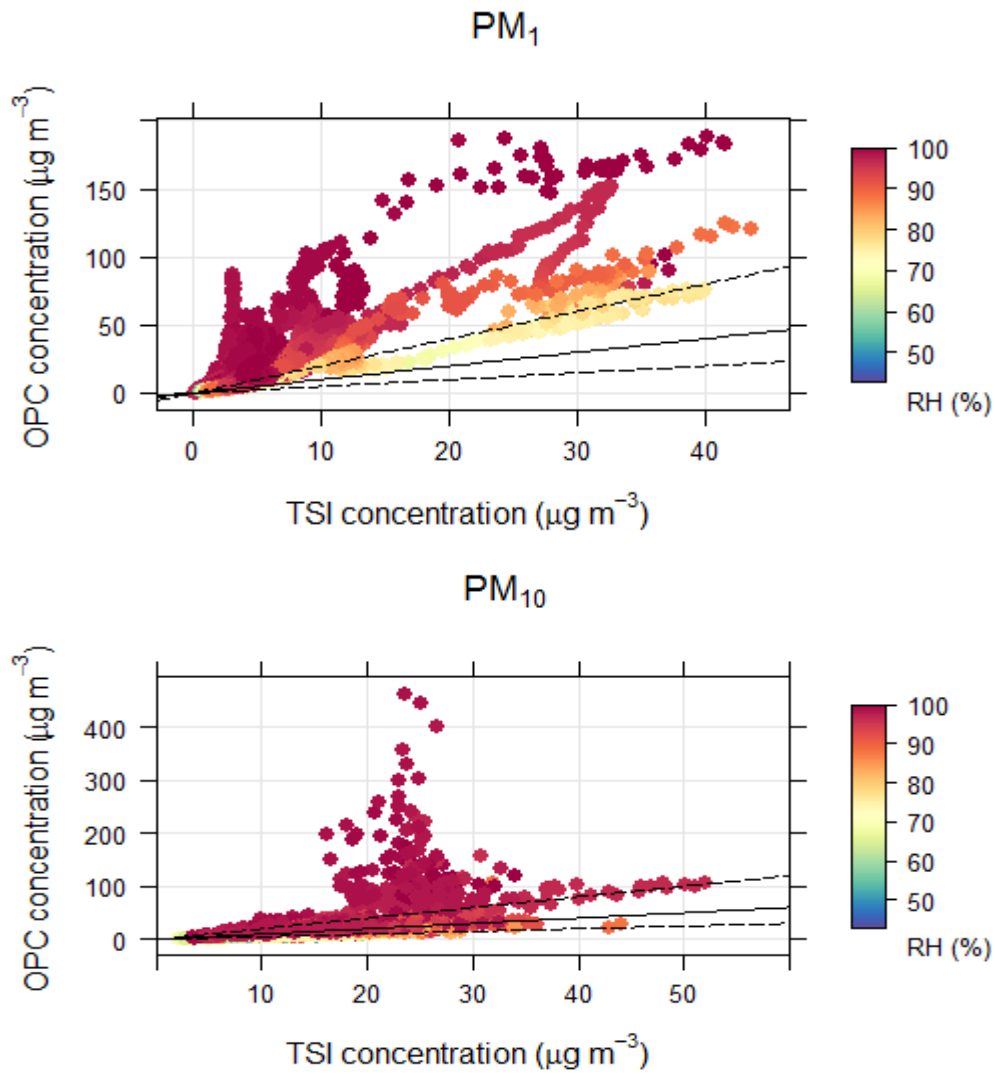 PM₁
OPC concentration (μg m⁻³)
150
100
50
0
0 10 20 30 40
TSI concentration (μg m⁻³)
100
90
80
70
60
50
RH (%)
PM₁₀
OPC concentration (μg m⁻³)
400
300
200
100
0
10 20 30 40 50
TSI concentration (μg m⁻³)
100
90
80
70
60
50
RH (%)